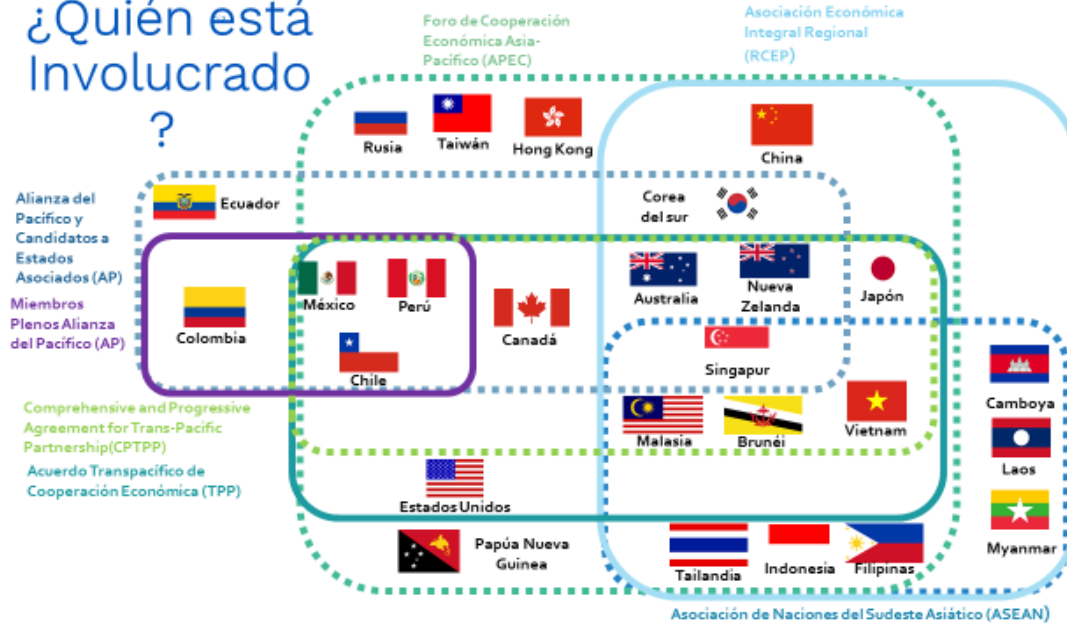 ¿Quién está
Involucrado
?
Foro de Cooperación
Económica Asia-
Pacífico (APEC)
Asociación Económica
Integral Regional
(RCEP)
Rusia
Taiwán
Hong Kong
China
Alianza del
Pacífico y
Candidatos a
Estados
Asociados (AP)
Ecuador
Corea
del sur
Miembros
Plenos Alianza
del Pacífico (AP)
Colombia
México
Perú
Chile
Canadá
Australia
Nueva
Zelanda
Japón
Singapur
Camboya
Comprehensive and Progressive
Agreement for Trans-Pacific
Partnership(CPTPP)
Malasia
Brunéi
Vietnam
Laos
Acuerdo Transpacífico de
Cooperación Económica (TPP)
Estados Unidos
Papúa Nueva
Guinea
Tailandia
Indonesia
Filipinas
Myanmar
Asociación de Naciones del Sudeste Asiático (ASEAN)